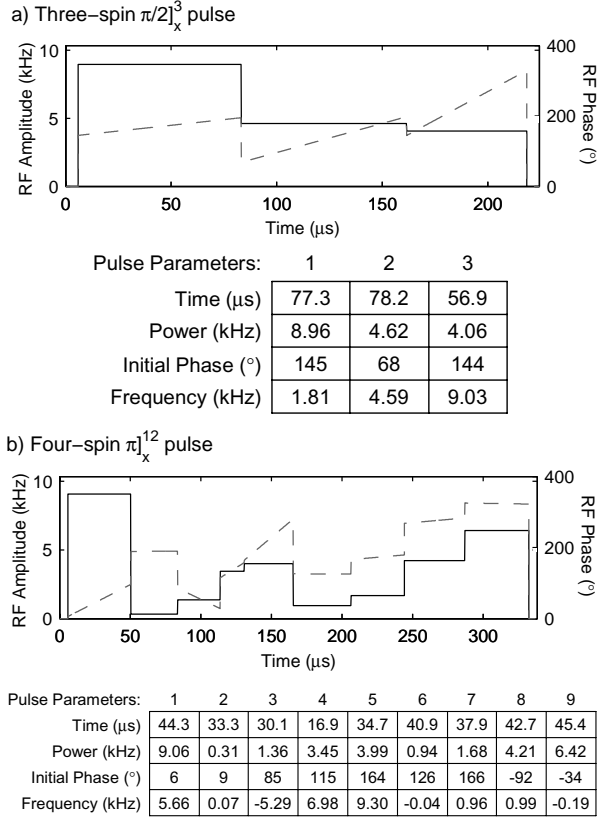 a) Three−spin π/2]³ₓ pulse
10
5
0
RF Amplitude (kHz)
400
200
0
RF Phase (°)
0 50 100 150 200
Time (μs)
Pulse Parameters: 1 2 3
Time (μs) 77.3 78.2 56.9
Power (kHz) 8.96 4.62 4.06
Initial Phase (°) 145 68 144
Frequency (kHz) 1.81 4.59 9.03
b) Four−spin π]¹²ₓ pulse
10
5
0
RF Amplitude (kHz)
400
200
0
RF Phase (°)
0 50 100 150 200 250 300
Time (μs)
Pulse Parameters: 1 2 3 4 5 6 7 8 9
Time (μs) 44.3 33.3 30.1 16.9 34.7 40.9 37.9 42.7 45.4
Power (kHz) 9.06 0.31 1.36 3.45 3.99 0.94 1.68 4.21 6.42
Initial Phase (°) 6 9 85 115 164 126 166 -92 -34
Frequency (kHz) 5.66 0.07 -5.29 6.98 9.30 -0.04 0.96 0.99 -0.19